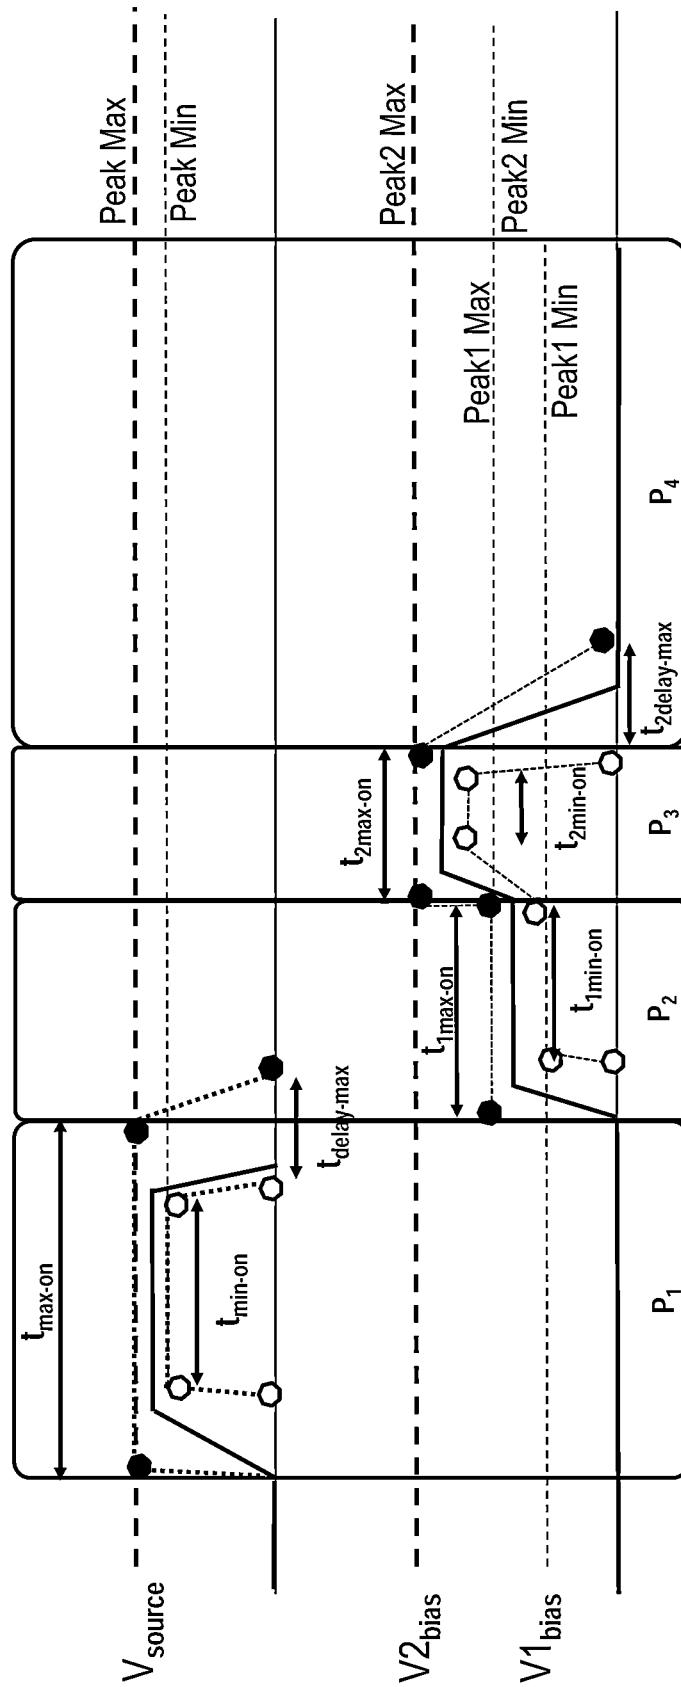 Peak Max
Peak Min
Peak2 Max
Peak2 Min
Peak1 Max
Peak1 Min
t_max-on
t_min-on
t_delay-max
t_1max-on
t_1min-on
t_2max-on
t_2min-on
t_2delay-max
V_source
V2_bias
V1_bias
P_1
P_2
P_3
P_4